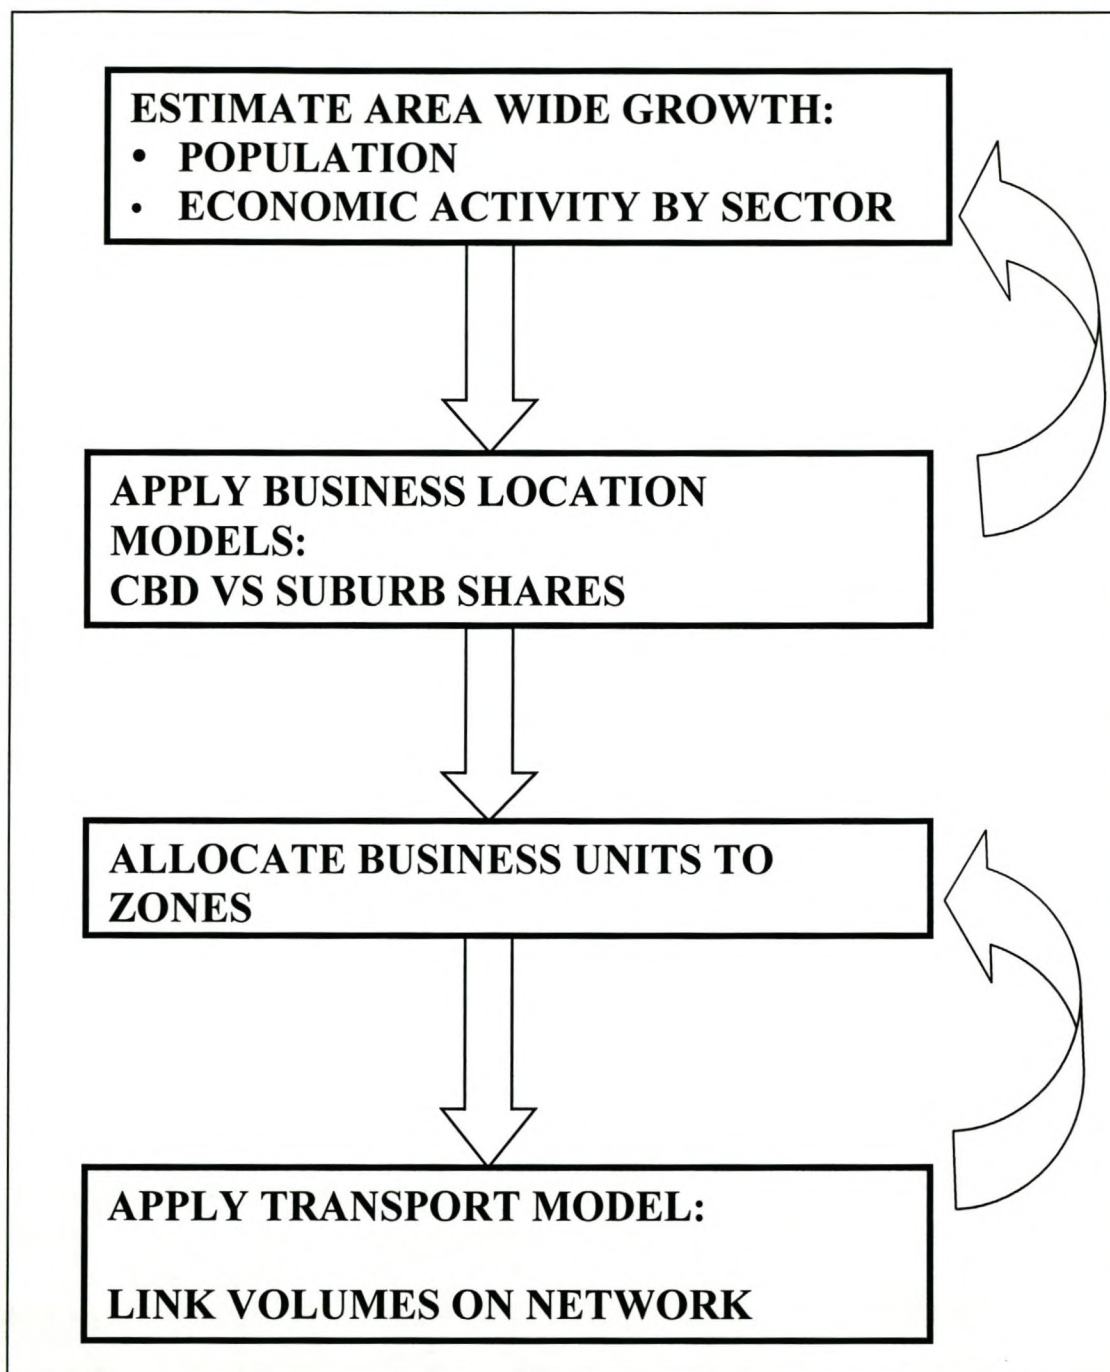 ESTIMATE AREA WIDE GROWTH:
• POPULATION
• ECONOMIC ACTIVITY BY SECTOR
APPLY BUSINESS LOCATION
MODELS:
CBD VS SUBURB SHARES
ALLOCATE BUSINESS UNITS TO
ZONES
APPLY TRANSPORT MODEL:
LINK VOLUMES ON NETWORK